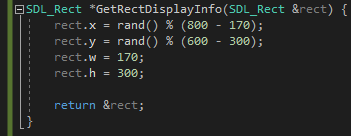 SDL_Rect *GetRectDisplayInfo(SDL_Rect &rect) {
rect.x = rand() % (800 - 170);
rect.y = rand() % (600 - 300);
rect.w = 170;
rect.h = 300;
return &rect;
}